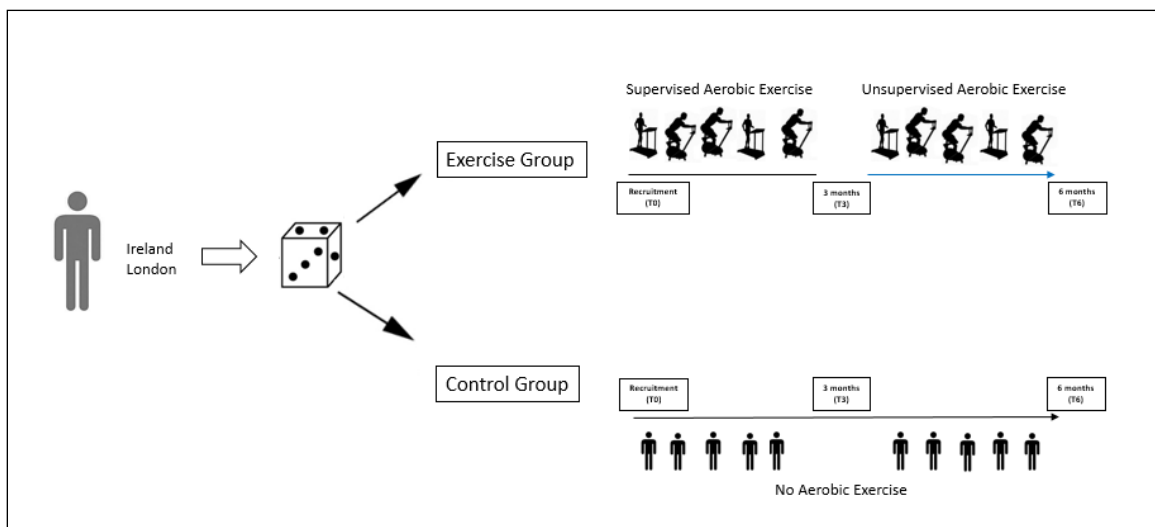 Supervised Aerobic Exercise
Unsupervised Aerobic Exercise
Exercise Group
Recruitment
(T0)
3 months
(T3)
6 months
(T6)
Ireland
London
Control Group
Recruitment
(T0)
3 months
(T3)
6 months
(T6)
No Aerobic Exercise